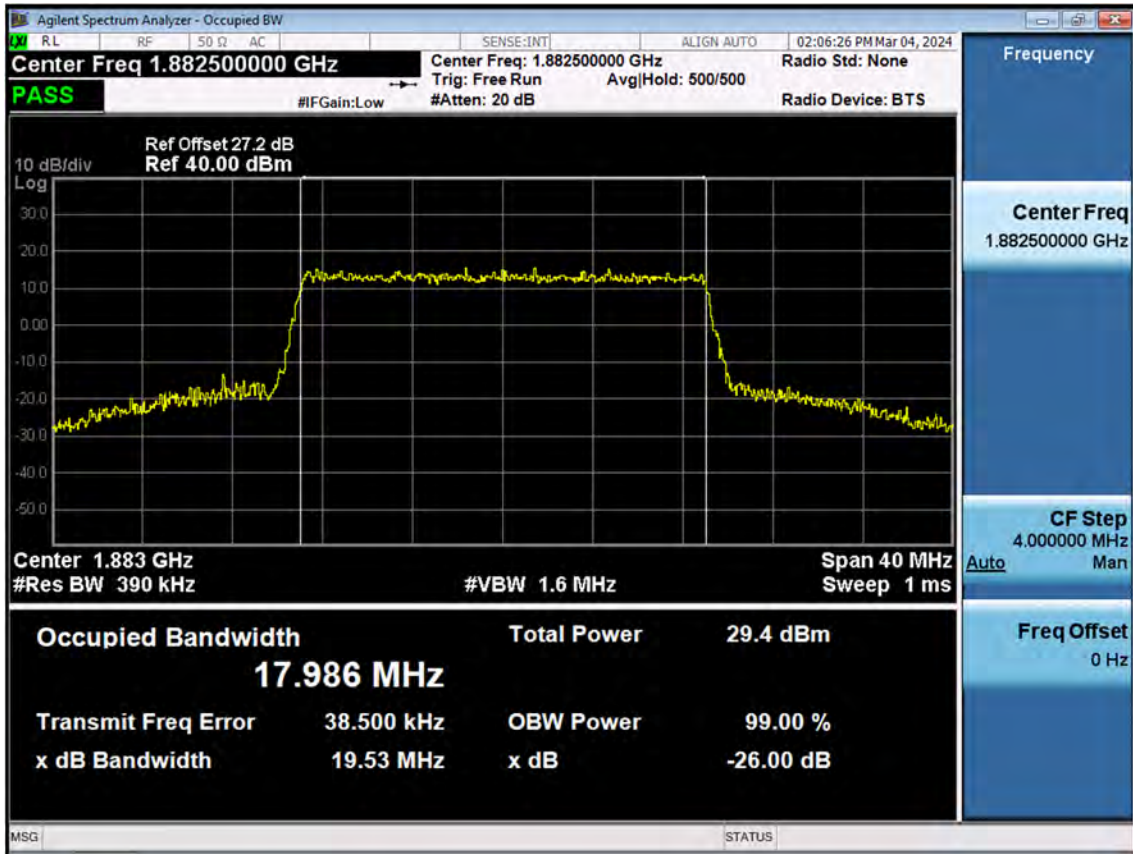 Agilent Spectrum Analyzer - Occupied BW
LXI RL RF 50 Ω AC SENSE:INT ALIGN AUTO 02:06:26 PM Mar 04, 2024
Center Freq 1.882500000 GHz
Center Freq: 1.882500000 GHz
Radio Std: None
Trig: Free Run Avg|Hold: 500/500
PASS
#IFGain:Low
#Atten: 20 dB
Radio Device: BTS
Ref Offset 27.2 dB
10 dB/div Ref 40.00 dBm
Log
30.0
20.0
10.0
0.00
-10.0
-20.0
-30.0
-40.0
-50.0
Center 1.883 GHz Span 40 MHz
#Res BW 390 kHz #VBW 1.6 MHz Sweep 1 ms
Occupied Bandwidth Total Power 29.4 dBm
17.986 MHz
Transmit Freq Error 38.500 kHz OBW Power 99.00 %
x dB Bandwidth 19.53 MHz x dB -26.00 dB
MSG STATUS
Frequency
Center Freq
1.882500000 GHz
CF Step
4.000000 MHz
Auto Man
Freq Offset
0 Hz